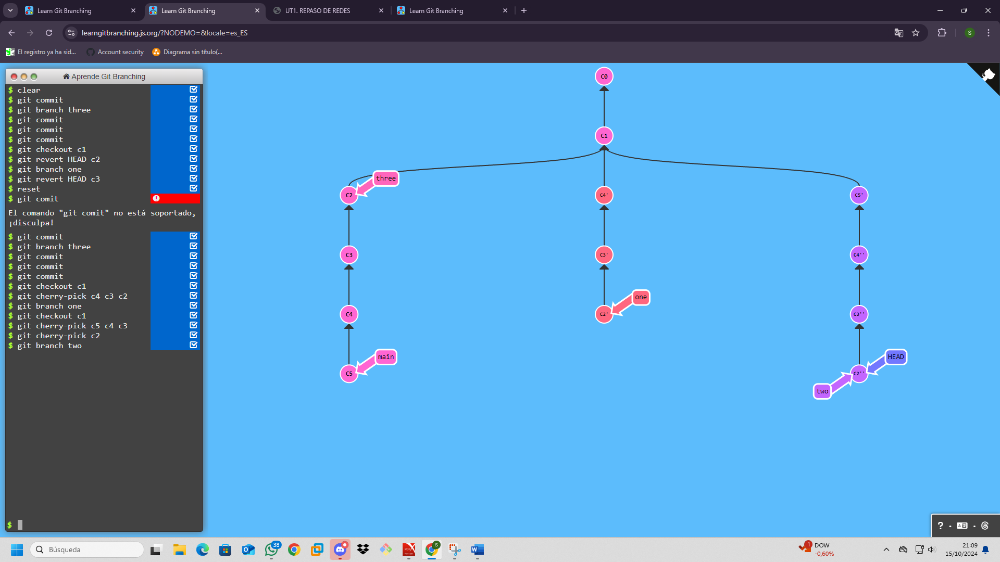 Learn Git Branching
Learn Git Branching
UT1. REPASO DE REDES
Learn Git Branching
learngitbranching.js.org/?NODEMO=&locale=es_ES
S
El registro ya ha sid...
Account security
Diagrama sin título(...
Aprende Git Branching
$ clear
$ git commit
$ git branch three
$ git commit
$ git commit
$ git commit
$ git checkout c1
$ git revert HEAD c2
$ git branch one
$ git revert HEAD c3
$ reset
$ git comit
El comando "git comit" no está soportado,
¡disculpa!
$ git commit
$ git branch three
$ git commit
$ git commit
$ git commit
$ git checkout c1
$ git cherry-pick c4 c3 c2
$ git branch one
$ git checkout c1
$ git cherry-pick c5 c4 c3
$ git cherry-pick c2
$ git branch two
$
C0
C1
three
C2
C4'
C5'
C3
C3'
C4''
one
C4
C2'
C3''
main
HEAD
C5
C2''
two
?
Búsqueda
38
S
1
DOW
-0,60%
21:09
15/10/2024